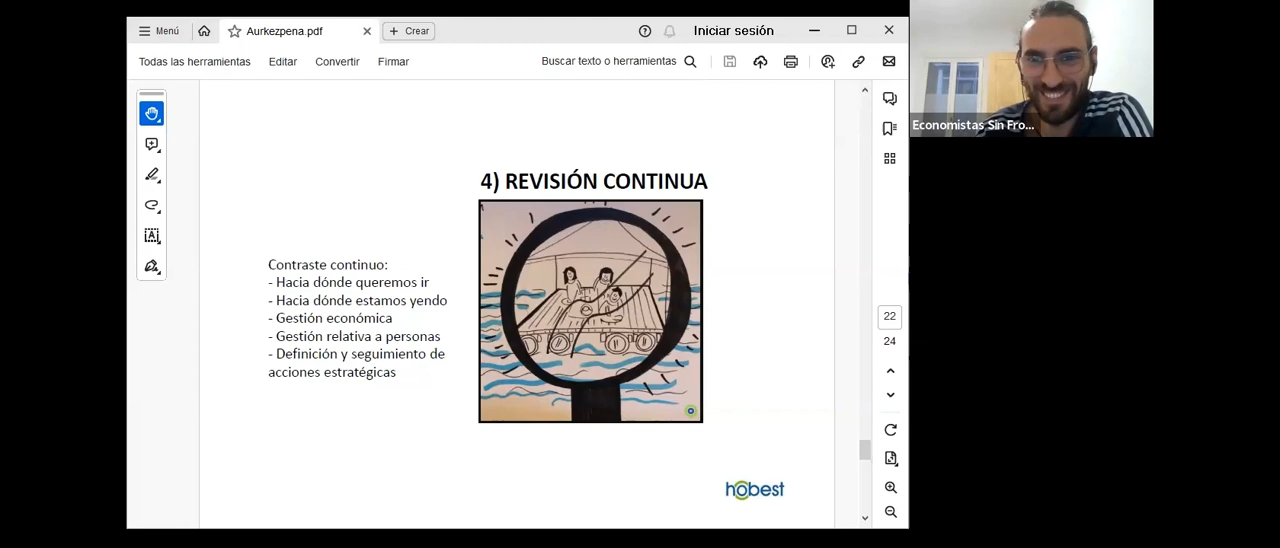 Menú
Aurkezpena.pdf
Crear
Iniciar sesión
Todas las herramientas
Editar
Convertir
Firmar
Buscar texto o herramientas
Economistas Sin Fro...
4) REVISIÓN CONTINUA
Contraste continuo:
- Hacia dónde queremos ir
- Hacia dónde estamos yendo
- Gestión económica
- Gestión relativa a personas
- Definición y seguimiento de
acciones estratégicas
22
24
hobest